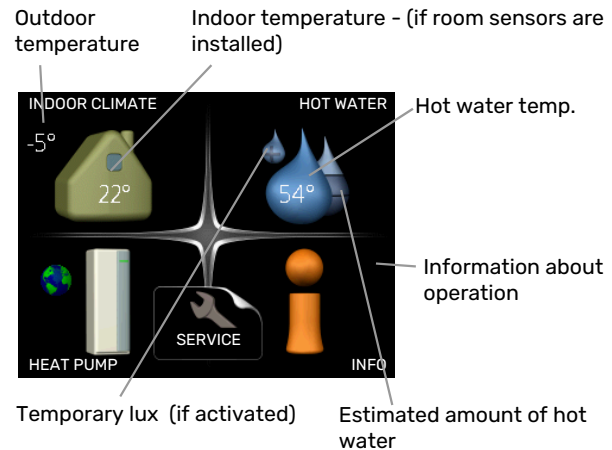 Outdoor
temperature
Indoor temperature - (if room sensors are
installed)
INDOOR CLIMATE
HOT WATER
-5°
22°
54°
Hot water temp.
Information about
operation
SERVICE
HEAT PUMP
INFO
Temporary lux (if activated)
Estimated amount of hot
water